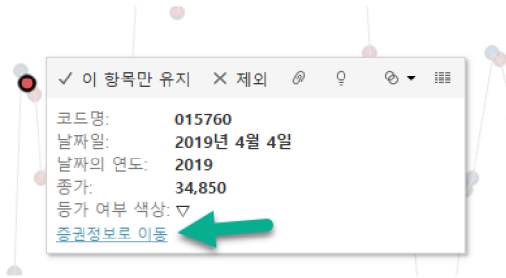 ✓ 이 항목만 유지 ✕ 제외
코드명: 015760
날짜일: 2019년 4월 4일
날짜의 연도: 2019
종가: 34,850
등가 여부 색상: ▽
증권정보로 이동